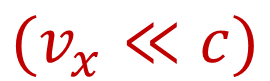 (vₓ ≪ c)